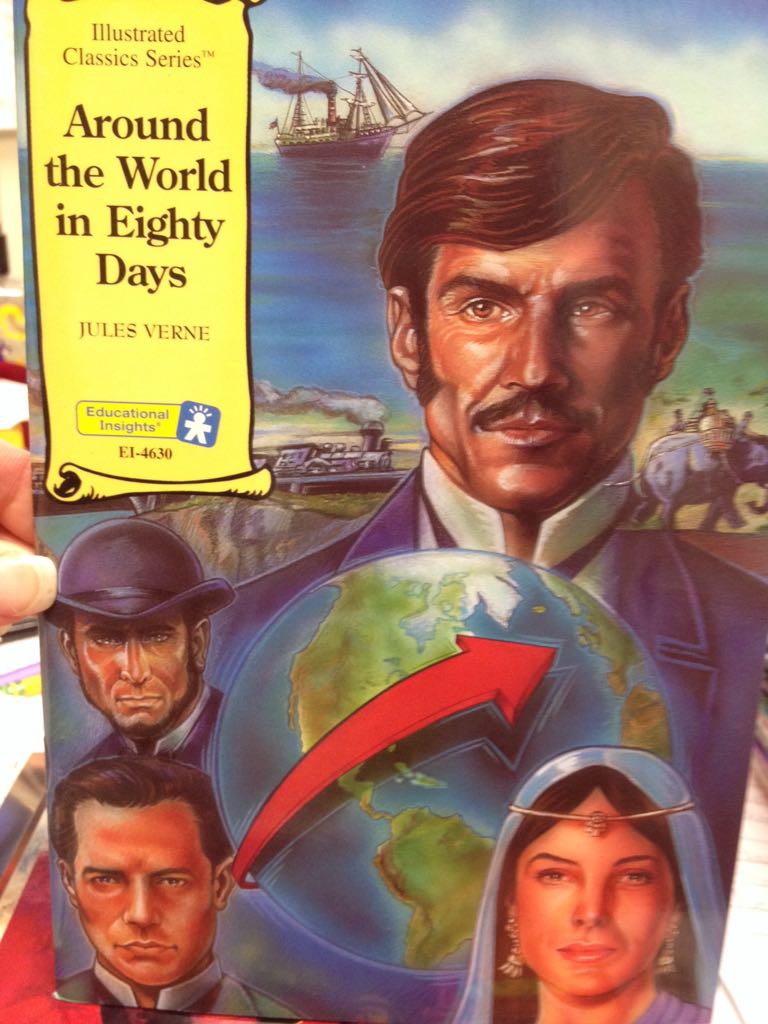 Illustrated
Classics Series™
Around
the World
in Eighty
Days
JULES VERNE
Educational
Insights®
EI-4630